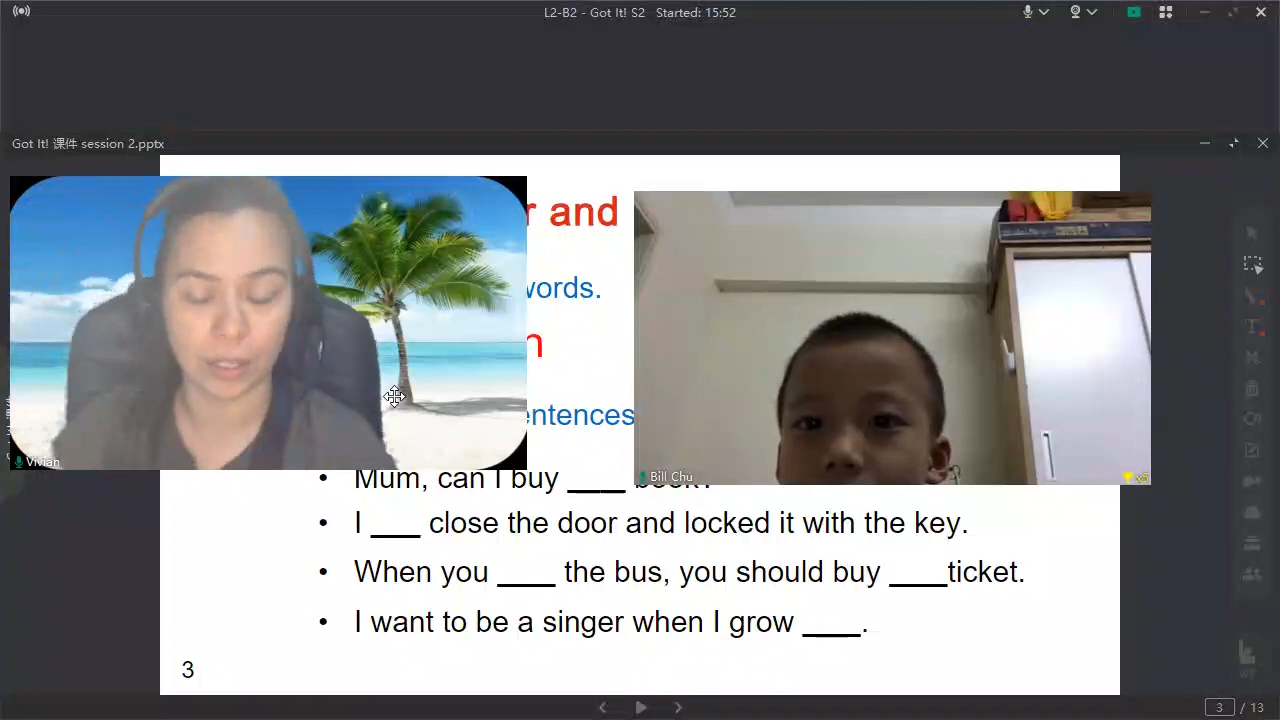 L2-B2 - Got It! S2 Started: 15:52
Got It! 课件 session 2.pptx
r and
words.
n
entences
• Mum, can I buy ____ book?
• I ___ close the door and locked it with the key.
• When you ____ the bus, you should buy ____ticket.
• I want to be a singer when I grow ____.
3
Vivian
Bill Chu
x5
3 / 13